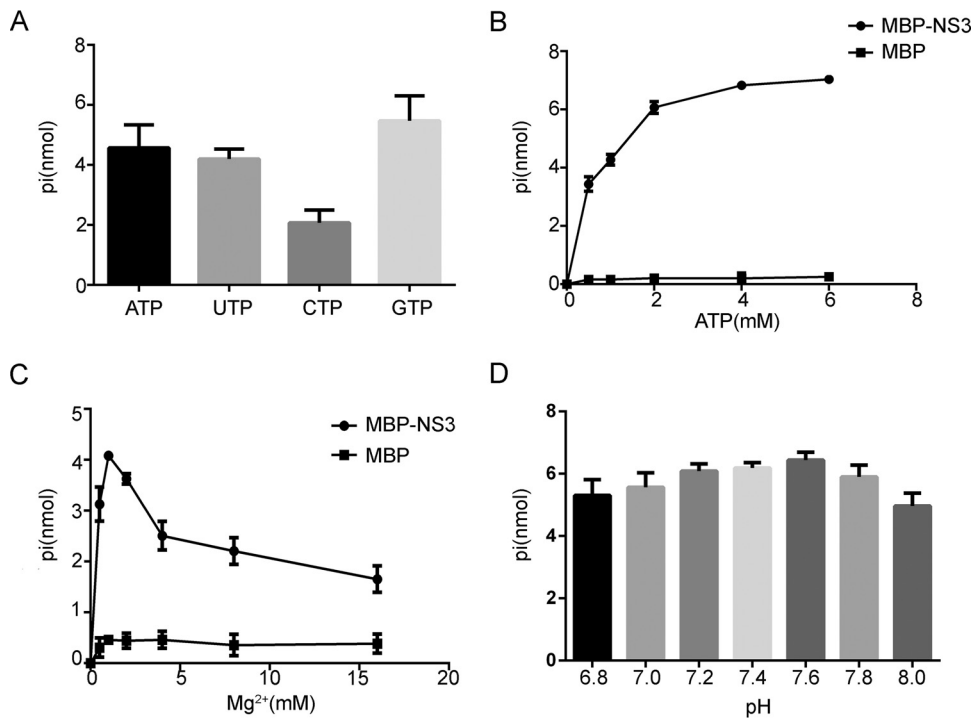 A
pi(nmol)
8
6
4
2
0
ATP UTP CTP GTP
B
MBP-NS3
MBP
pi(nmol)
8
6
4
2
0
0 2 4 6 8
ATP(mM)
C
MBP-NS3
MBP
pi(nmol)
5
4
3
2
1
0
0 5 10 15 20
Mg²⁺(mM)
D
pi(nmol)
8
6
4
2
0
6.8 7.0 7.2 7.4 7.6 7.8 8.0
pH